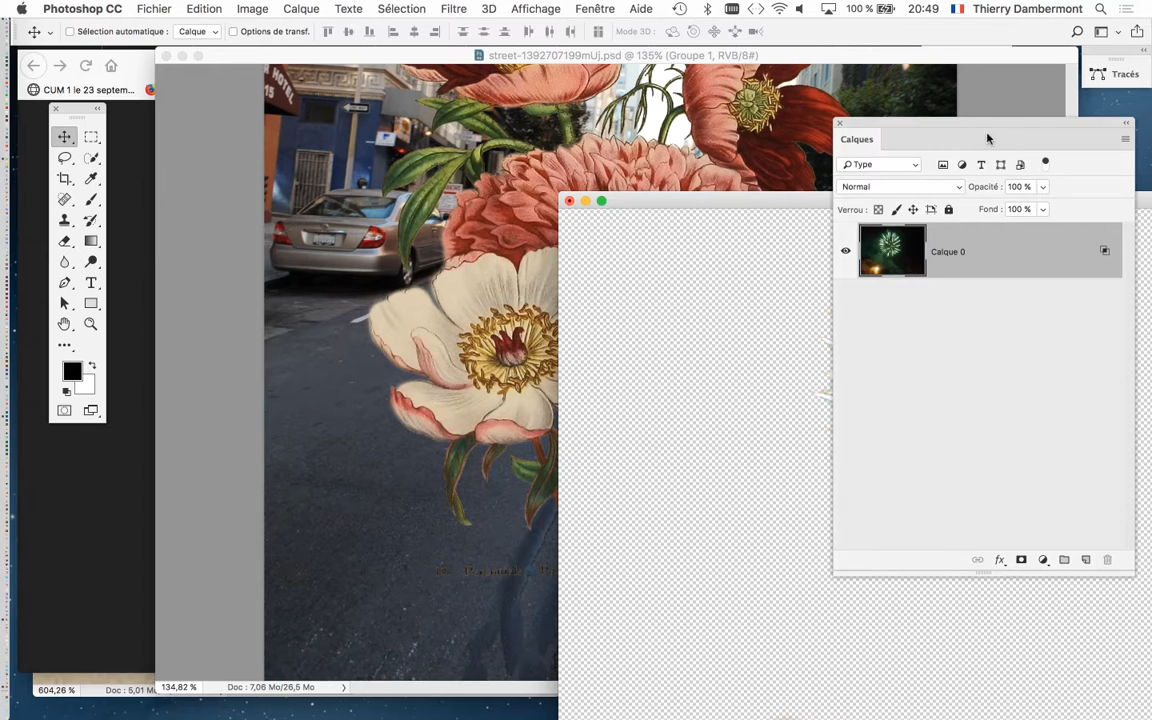 Photoshop CC Fichier Edition Image Calque Texte Sélection Filtre 3D Affichage Fenêtre Aide 100 % 20:49 Thierry Dambermont
Sélection automatique : Calque Options de transf. Mode 3D :
street-1392707199mUj.psd @ 135% (Groupe 1, RVB/8#)
Tracés
CUM 1 le 23 septem...
HOTEL
15
Calques
Type
Normal Opacité : 100 %
Verrou : Fond : 100 %
Calque 0
fx
134,82 % Doc : 7,06 Mo/26,5 Mo
604,26 % Doc : 5,01 M